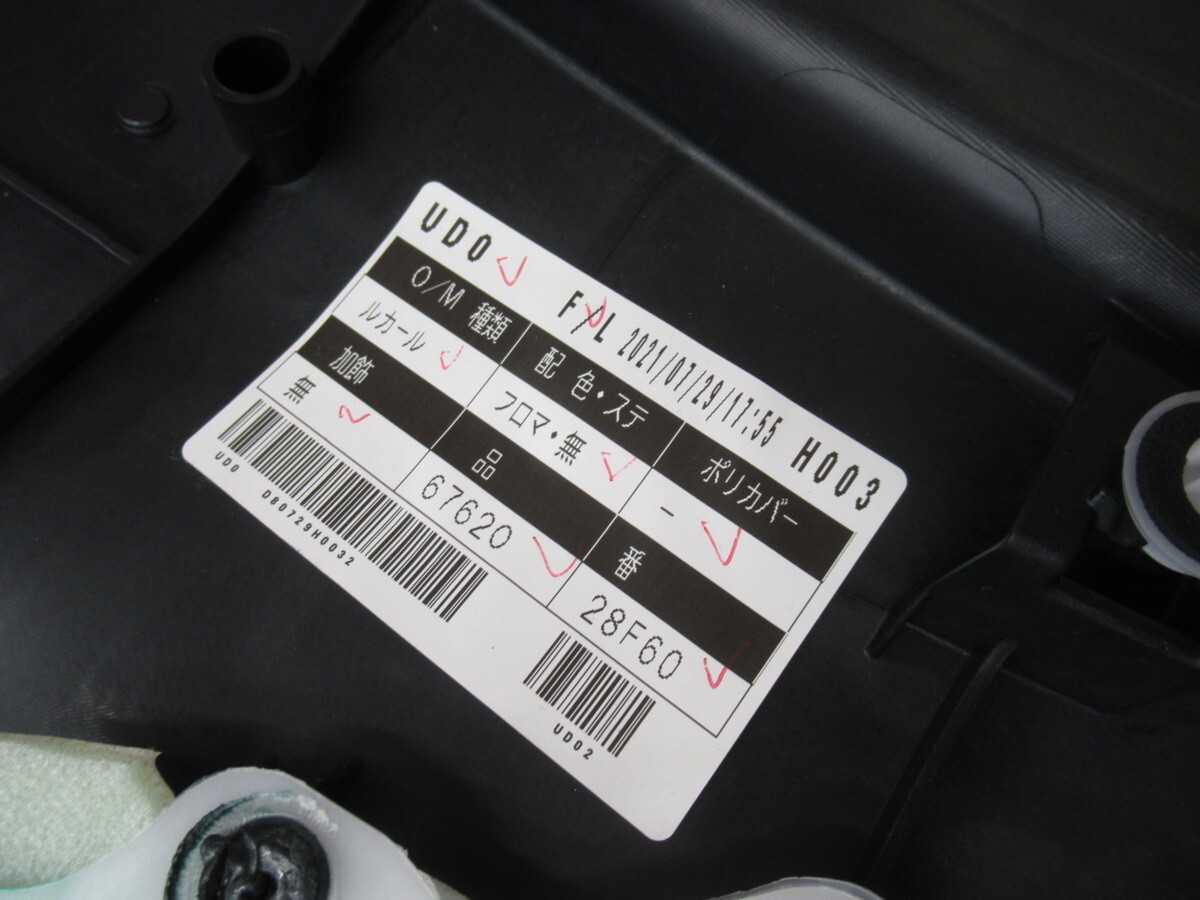 UDO F/L 2021/07/29/17:55 H003
O/M 種類 配 色・ステ ポリカバー
ルカール フロマ・無 -
加飾 品 番
無 67620 28F60
UDO D80729H0032
UD02